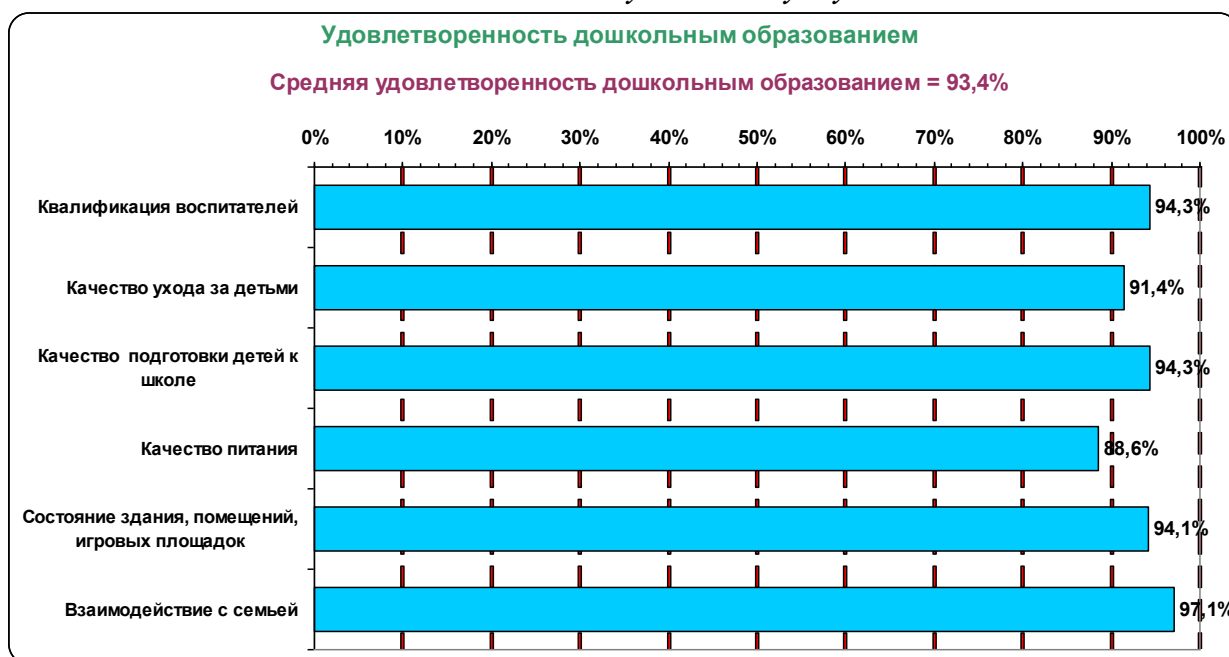 Удовлетворенность дошкольным образованием
Средняя удовлетворенность дошкольным образованием = 93,4%
0% 10% 20% 30% 40% 50% 60% 70% 80% 90% 100%
Квалификация воспитателей 94,3%
Качество ухода за детьми 91,4%
Качество подготовки детей к
школе 94,3%
Качество питания 88,6%
Состояние здания, помещений,
игровых площадок 94,1%
Взаимодействие с семьей 97,1%